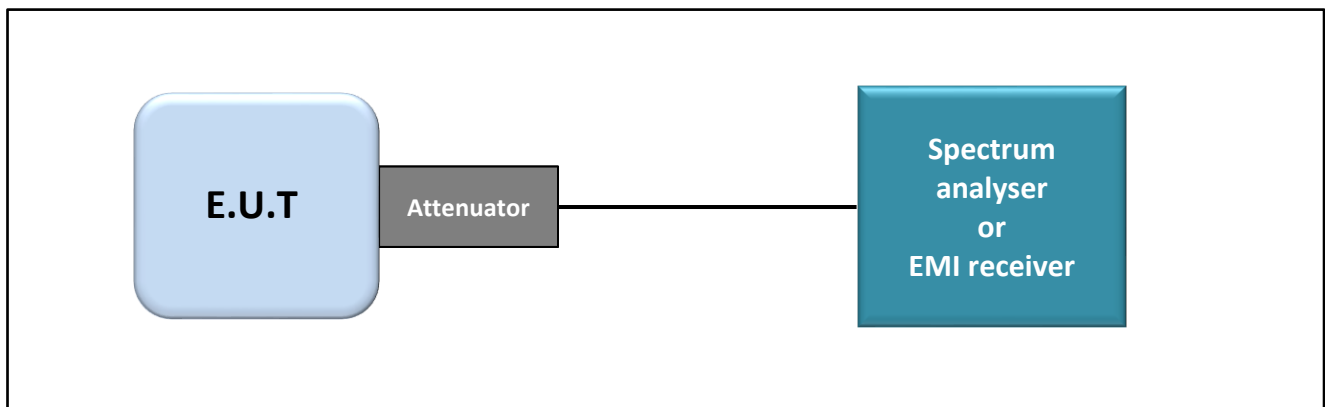 E.U.T
Attenuator
Spectrum
analyser
or
EMI receiver